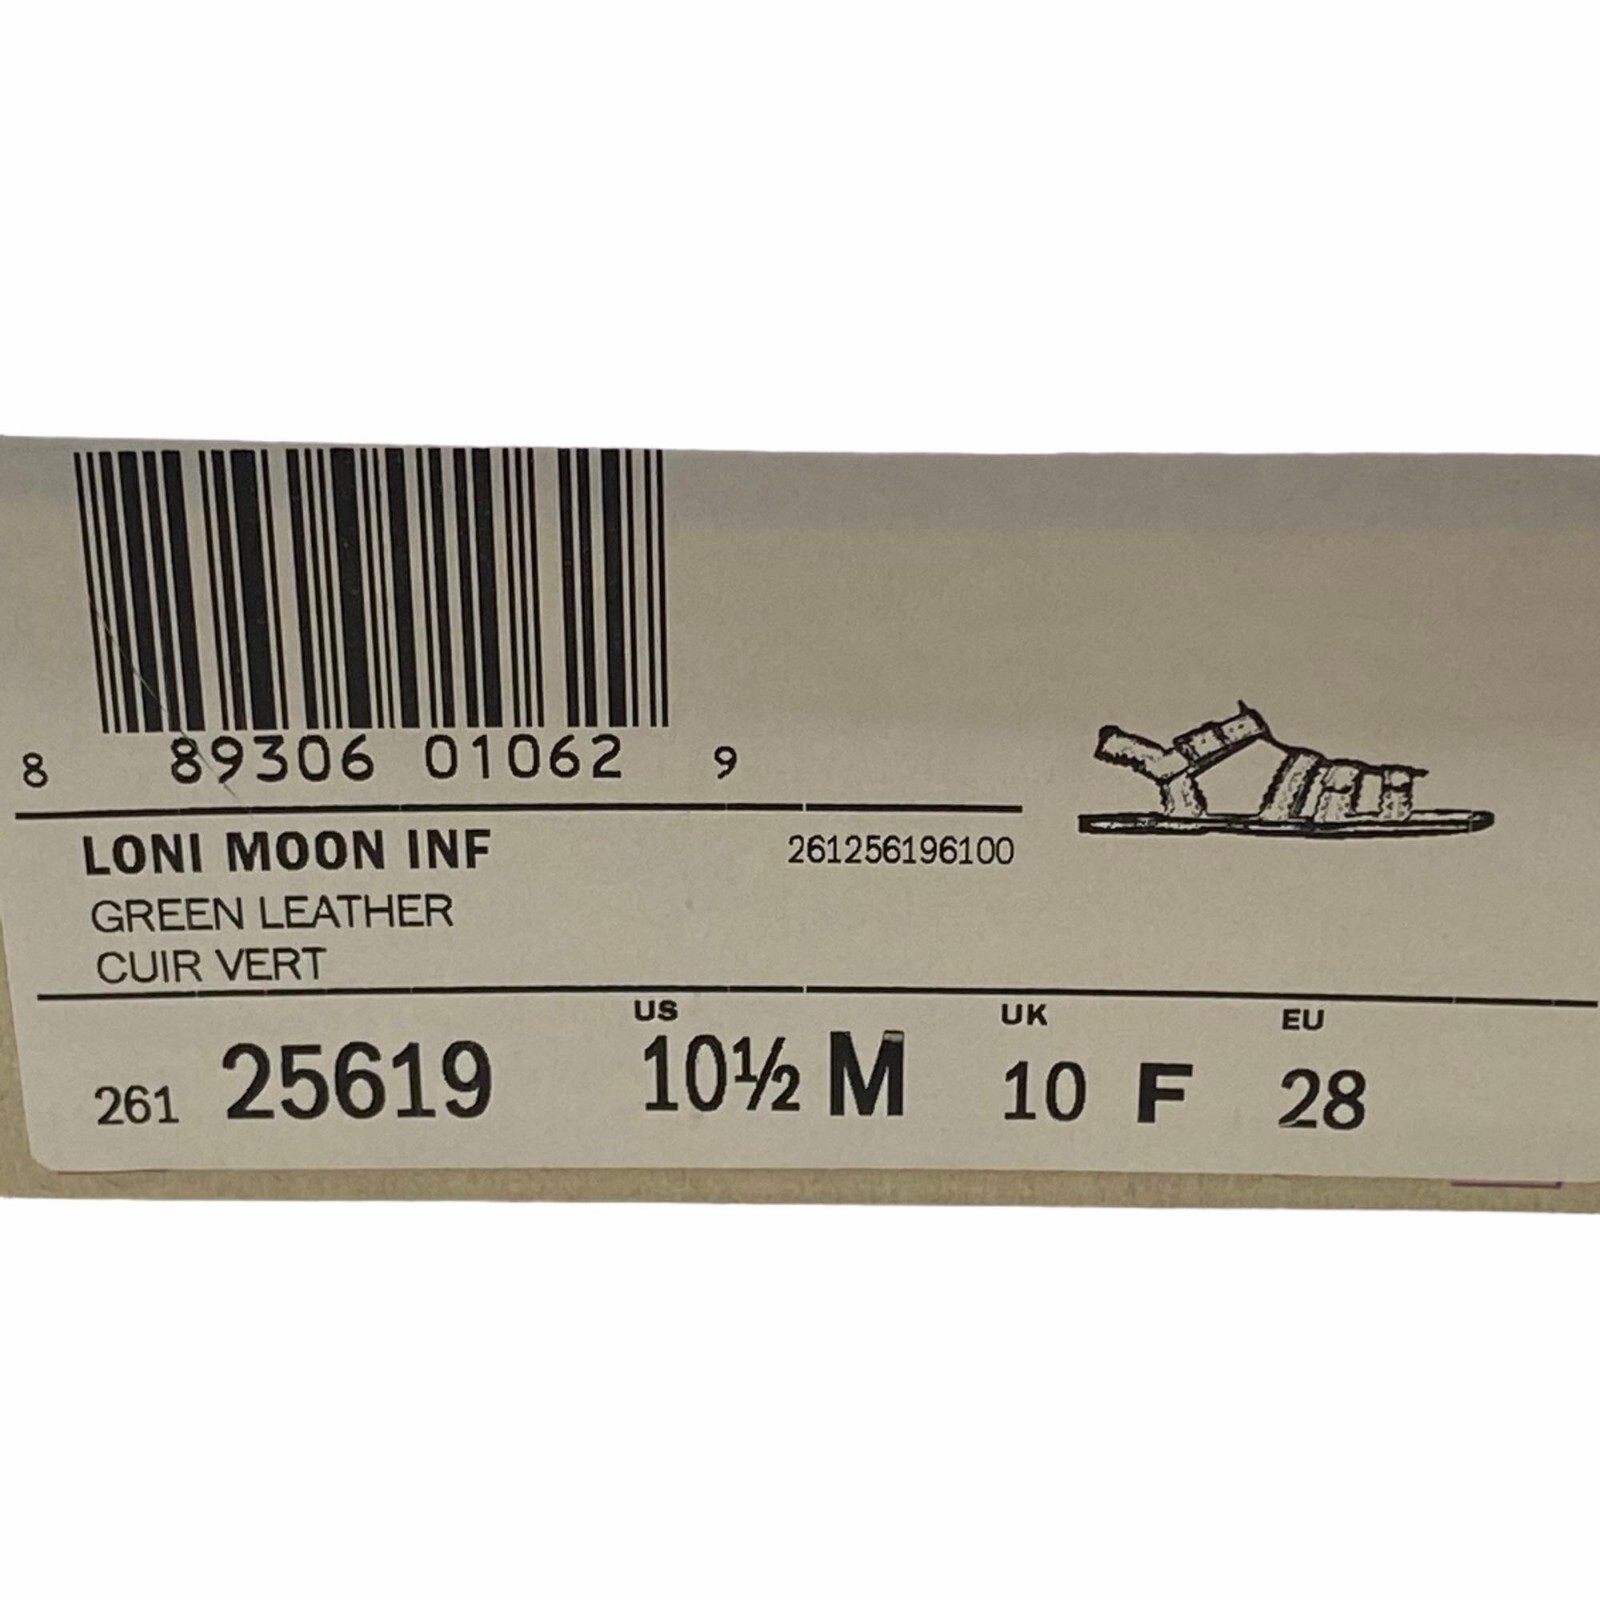 8 89306 01062 9
LONI MOON INF 261256196100
GREEN LEATHER
CUIR VERT
US UK EU
261 25619 10½ M 10 F 28